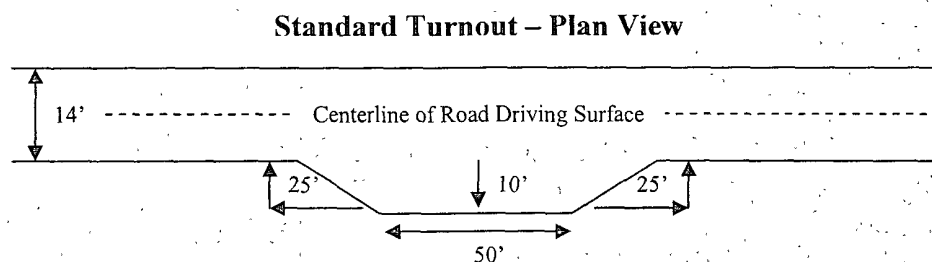 Standard Turnout – Plan View
14’
Centerline of Road Driving Surface
25’
10’
25’
50’